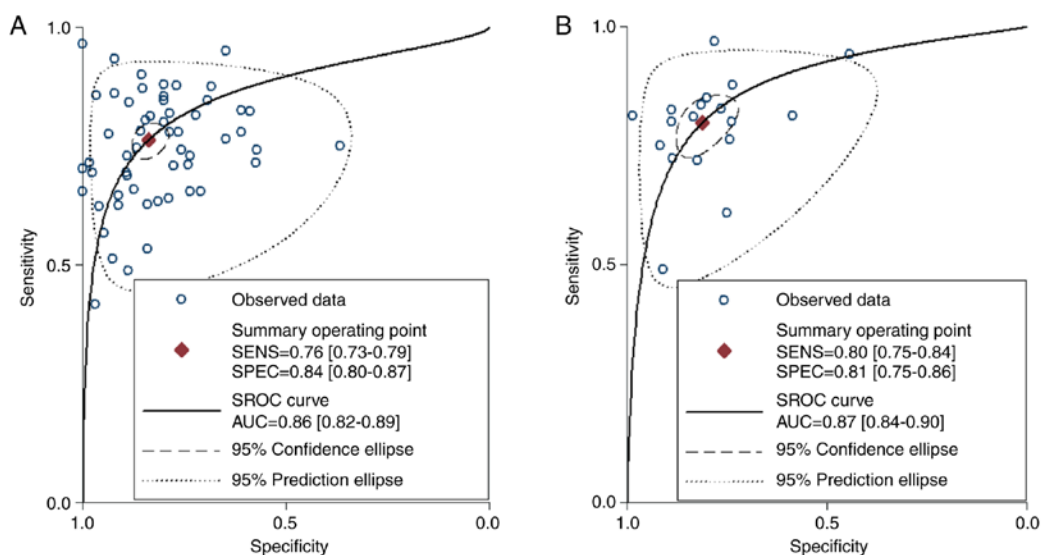 A
1.0
Sensitivity
0.5
0.0
1.0
0.5
0.0
Specificity
Observed data
Summary operating point
SENS=0.76 [0.73-0.79]
SPEC=0.84 [0.80-0.87]
SROC curve
AUC=0.86 [0.82-0.89]
95% Confidence ellipse
95% Prediction ellipse
B
1.0
Sensitivity
0.5
0.0
1.0
0.5
0.0
Specificity
Observed data
Summary operating point
SENS=0.80 [0.75-0.84]
SPEC=0.81 [0.75-0.86]
SROC curve
AUC=0.87 [0.84-0.90]
95% Confidence ellipse
95% Prediction ellipse